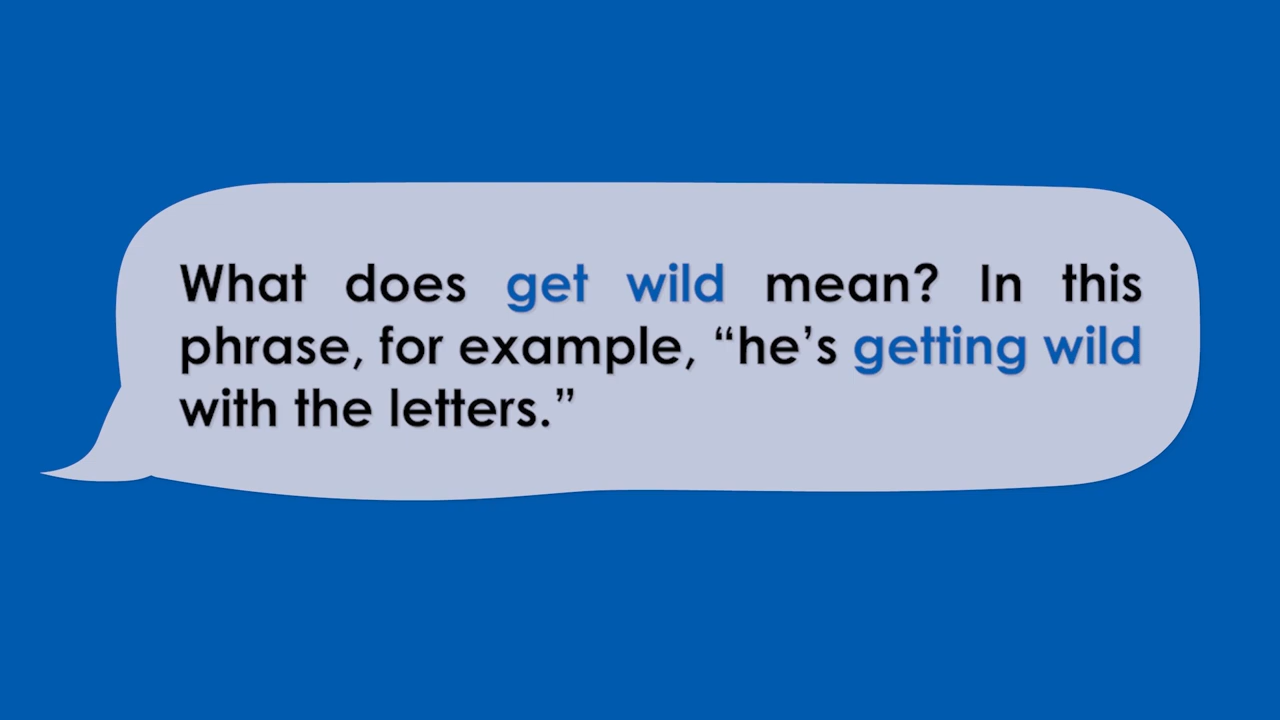 What does get wild mean? In this
phrase, for example, “he’s getting wild
with the letters.”